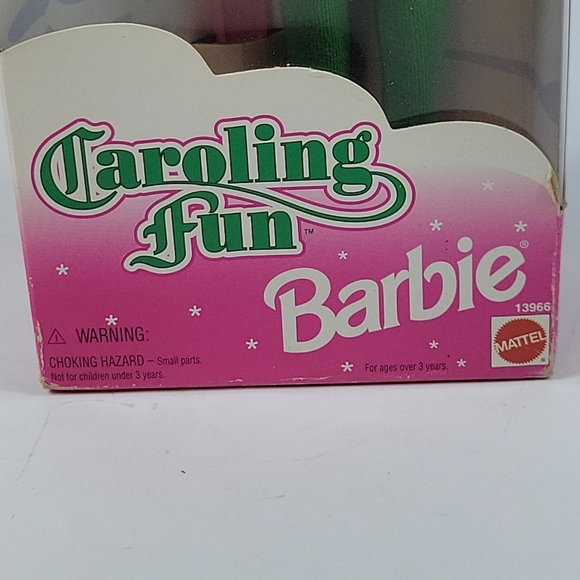 Caroling
Fun™
Barbie®
13966
MATTEL
⚠ WARNING:
CHOKING HAZARD – Small parts.
Not for children under 3 years.
For ages over 3 years.